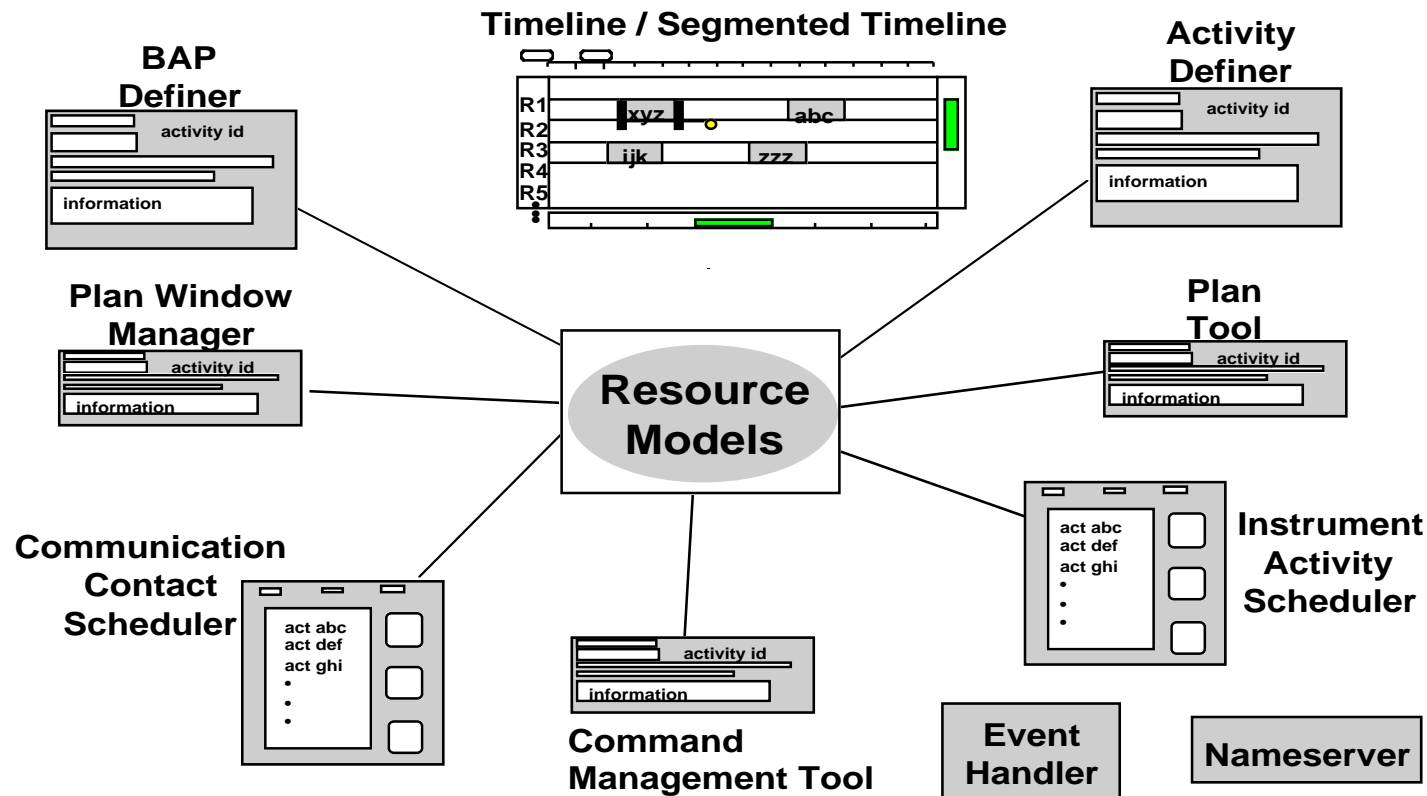 Timeline / Segmented Timeline
BAP
Definer
activity id
information
R1
R2
R3
R4
R5
xyz
abc
ijk
zzz
Activity
Definer
activity id
information
Plan Window
Manager
activity id
information
Resource
Models
Plan
Tool
activity id
information
Communication
Contact
Scheduler
act abc
act def
act ghi
Command
Management Tool
activity id
information
Instrument
Activity
Scheduler
act abc
act def
act ghi
Event
Handler
Nameserver